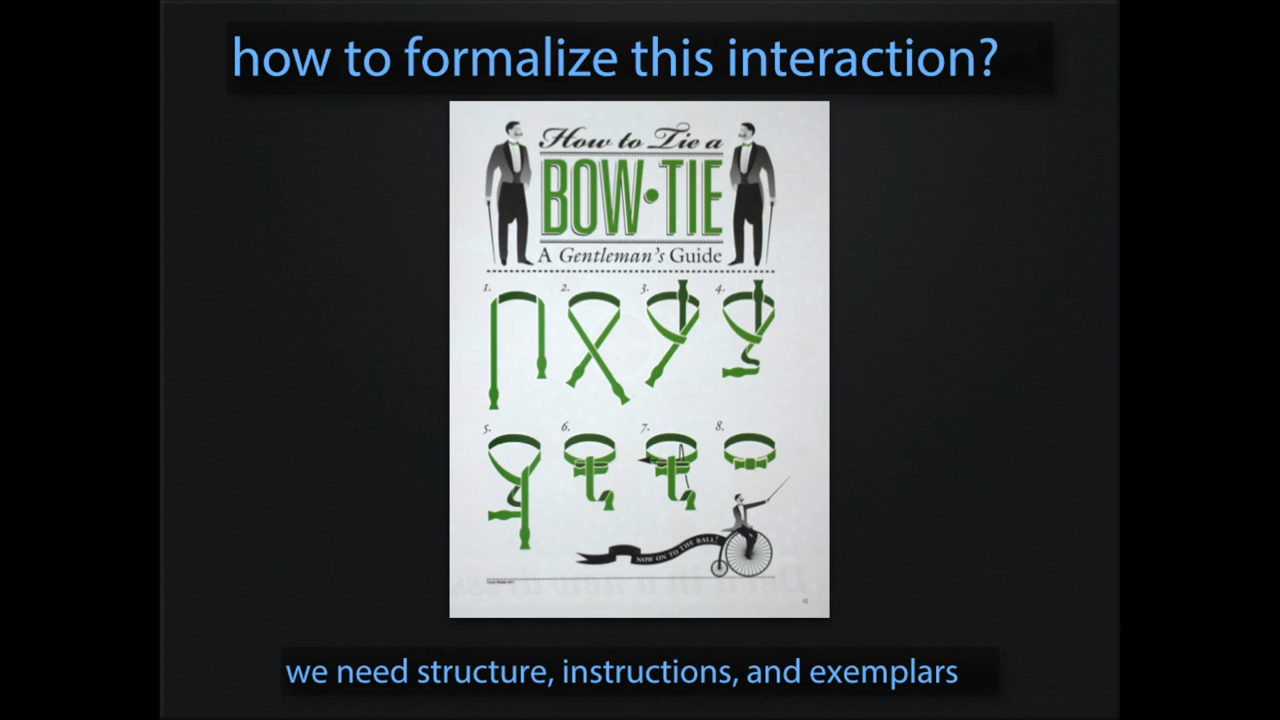 how to formalize this interaction?
How to Tie a
BOW•TIE
A Gentleman's Guide
1. 2. 3. 4.
5. 6. 7. 8.
NOW ON TO THE BALL!
we need structure, instructions, and exemplars